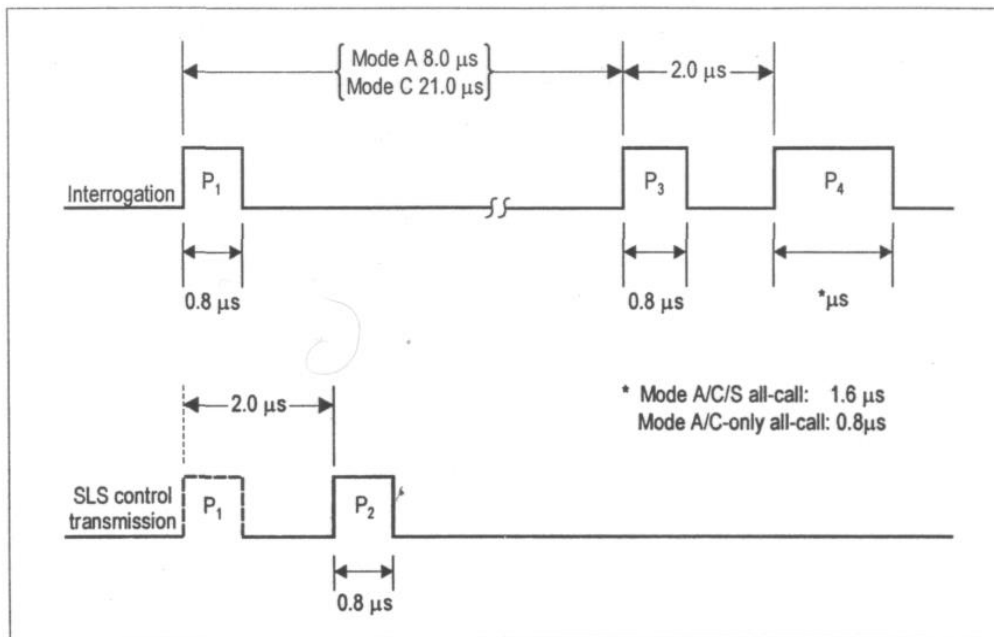 Mode A 8.0 µs
Mode C 21.0 µs
2.0 µs
Interrogation
P1
P3
P4
0.8 µs
0.8 µs
*µs
2.0 µs
* Mode A/C/S all-call: 1.6 µs
Mode A/C-only all-call: 0.8µs
SLS control
transmission
P1
P2
0.8 µs